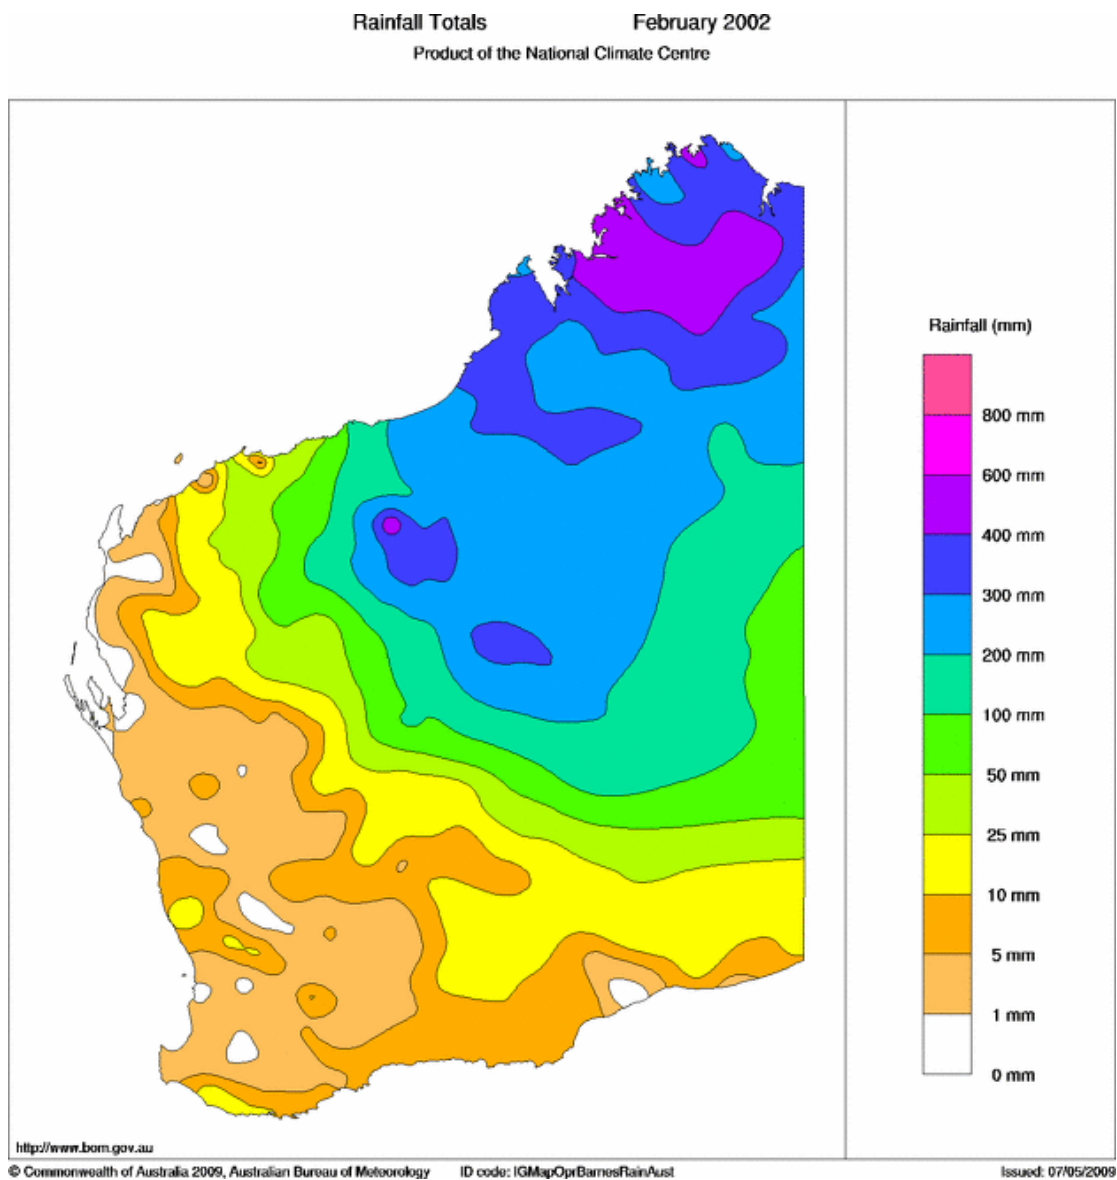 Rainfall Totals February 2002
Product of the National Climate Centre
Rainfall (mm)
800 mm
600 mm
400 mm
300 mm
200 mm
100 mm
50 mm
25 mm
10 mm
5 mm
1 mm
0 mm
http://www.bom.gov.au
© Commonwealth of Australia 2009, Australian Bureau of Meteorology ID code: IGMapOprBarnesRainAust Issued: 07/05/2009